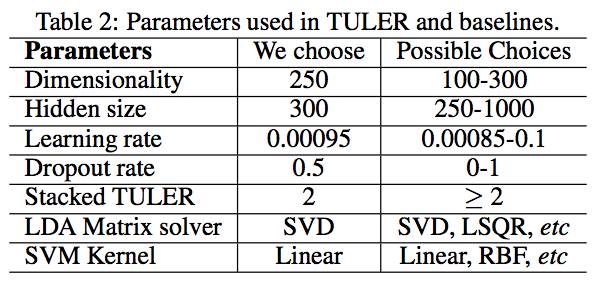 Table 2: Parameters used in TULER and baselines.
Parameters We choose Possible Choices
Dimensionality 250 100-300
Hidden size 300 250-1000
Learning rate 0.00095 0.00085-0.1
Dropout rate 0.5 0-1
Stacked TULER 2 ≥ 2
LDA Matrix solver SVD SVD, LSQR, etc
SVM Kernel Linear Linear, RBF, etc